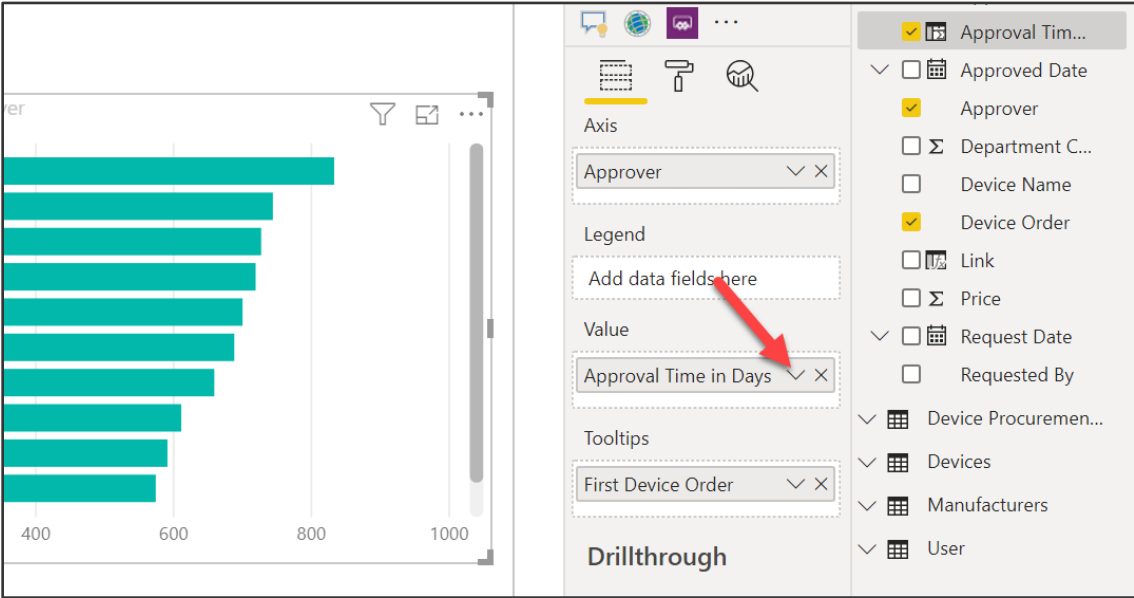 ver
400 600 800 1000
Axis
Approver
Legend
Add data fields here
Value
Approval Time in Days
Tooltips
First Device Order
Drillthrough
Approval Tim...
Approved Date
Approver
Σ Department C...
Device Name
Device Order
Link
Σ Price
Request Date
Requested By
Device Procuremen...
Devices
Manufacturers
User